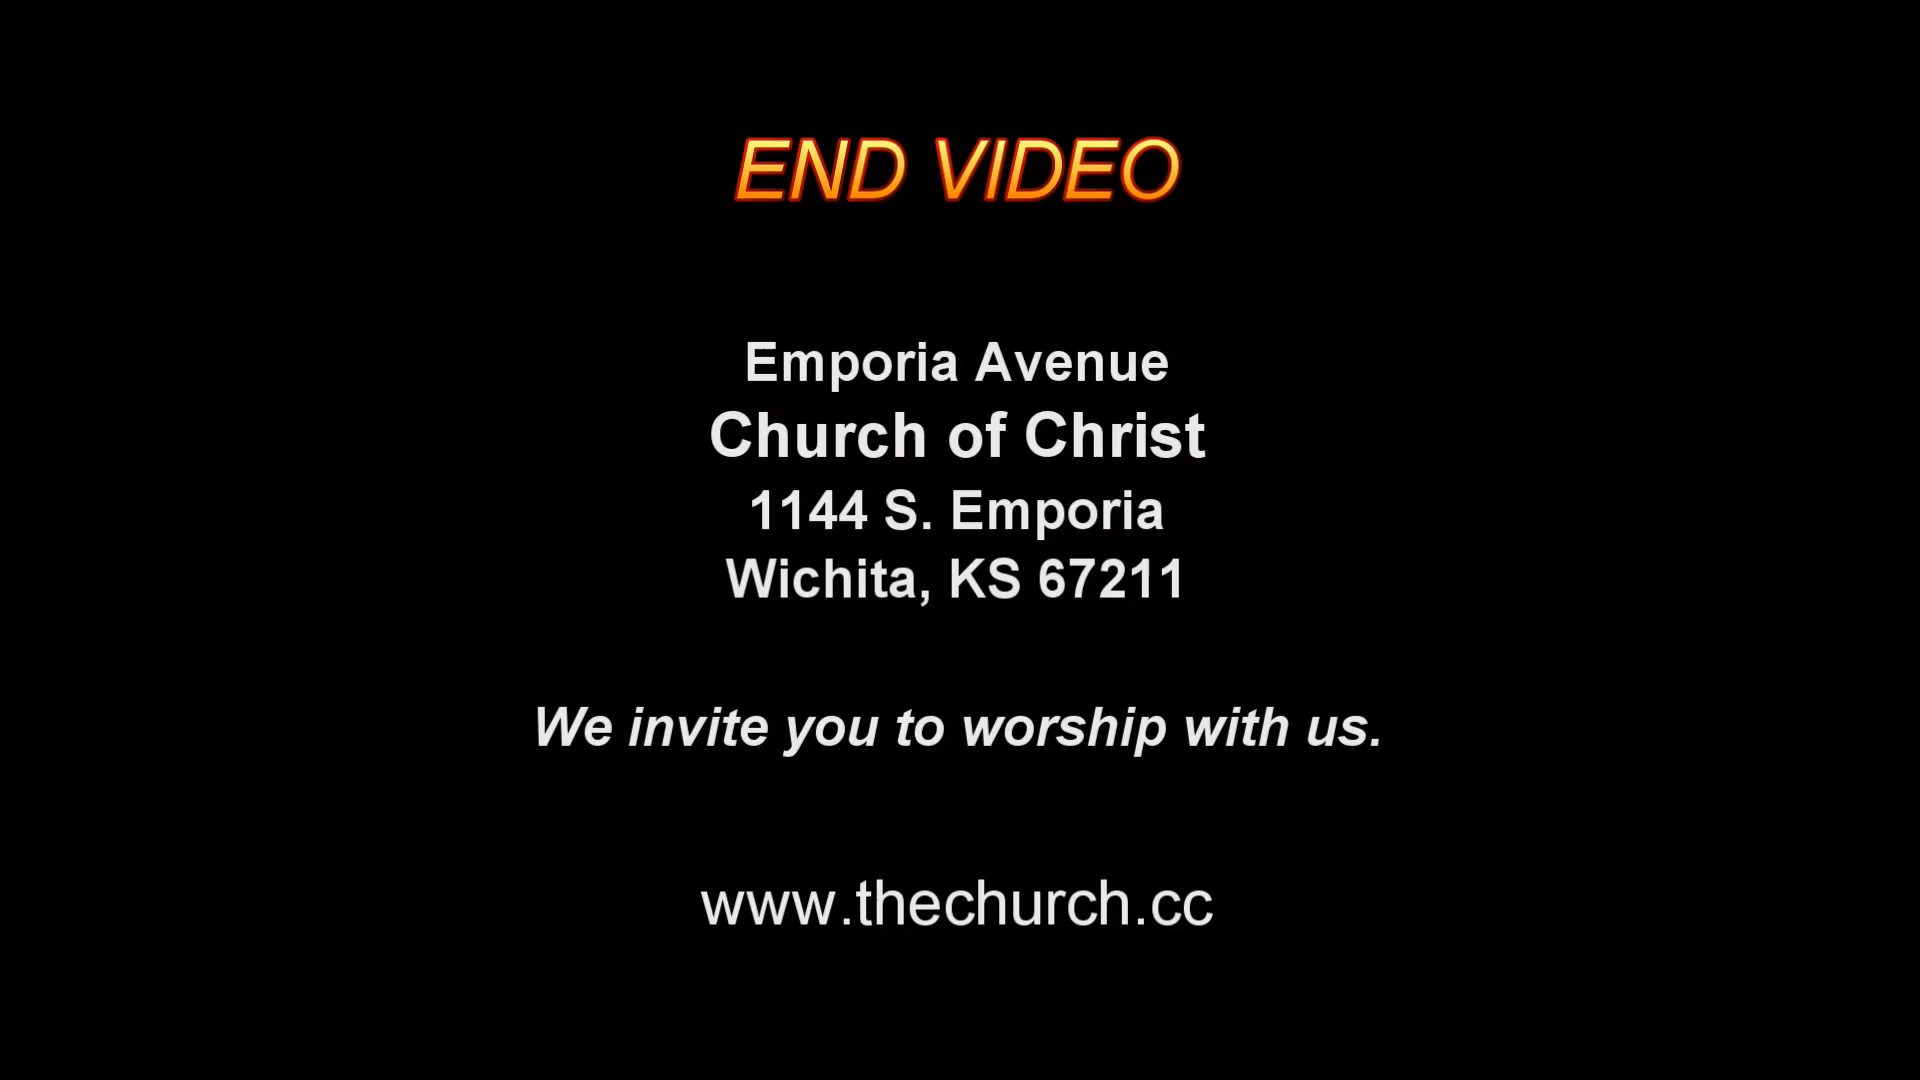 END VIDEO
Emporia Avenue
Church of Christ
1144 S. Emporia
Wichita, KS 67211
We invite you to worship with us.
www.thechurch.cc